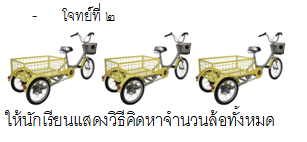 - โจทย์ที่ ๒
ให้นักเรียนแสดงวิธีคิดหาจำนวนล้อทั้งหมด